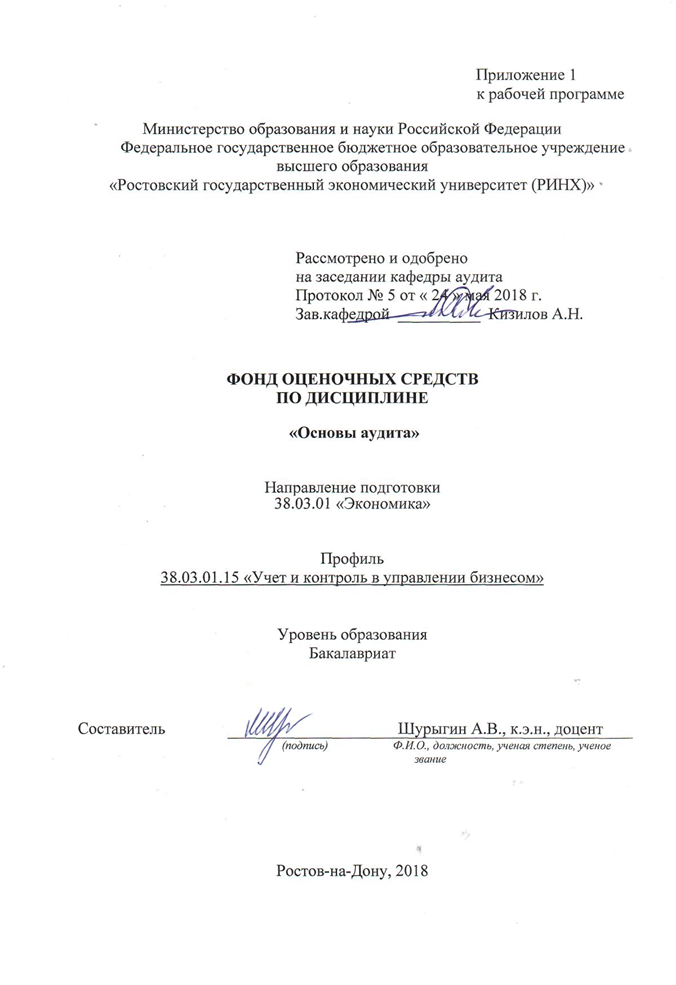 Приложение 1
к рабочей программе
Министерство образования и науки Российской Федерации
Федеральное государственное бюджетное образовательное учреждение
высшего образования
«Ростовский государственный экономический университет (РИНХ)»
Рассмотрено и одобрено
на заседании кафедры аудита
Протокол № 5 от « 24 » мая 2018 г.
Зав.кафедрой Кизилов А.Н.
ФОНД ОЦЕНОЧНЫХ СРЕДСТВ
ПО ДИСЦИПЛИНЕ
«Основы аудита»
Направление подготовки
38.03.01 «Экономика»
Профиль
38.03.01.15 «Учет и контроль в управлении бизнесом»
Уровень образования
Бакалавриат
Составитель Шурыгин А.В., к.э.н., доцент
(подпись) Ф.И.О., должность, ученая степень, ученое
звание
Ростов-на-Дону, 2018